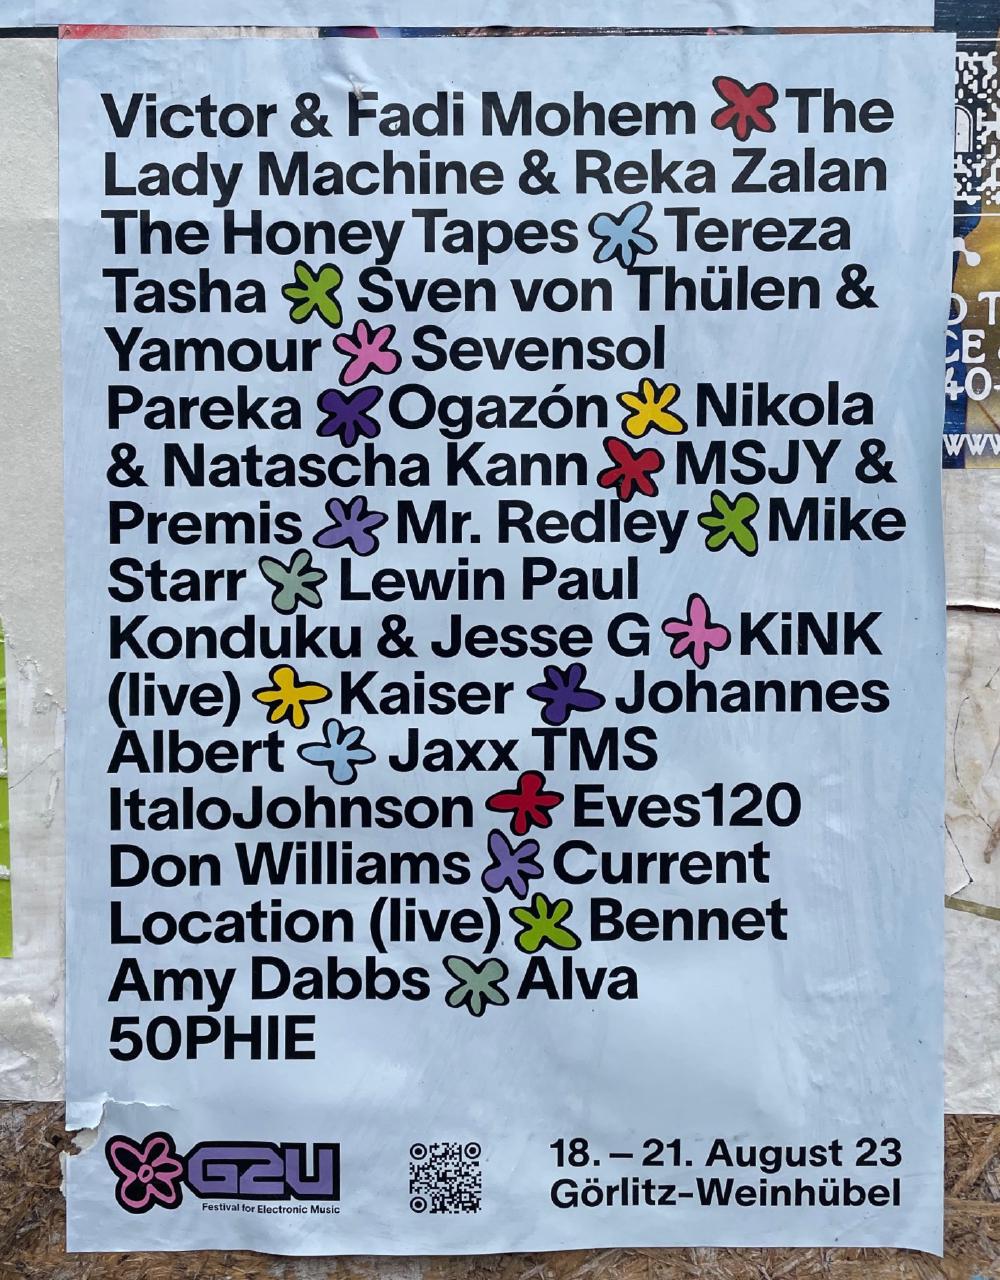 Victor & Fadi Mohem The
Lady Machine & Reka Zalan
The Honey Tapes Tereza
Tasha Sven von Thülen &
Yamour Sevensol
Pareka Ogazón Nikola
& Natascha Kann MSJY &
Premis Mr. Redley Mike
Starr Lewin Paul
Konduku & Jesse G KiNK
(live) Kaiser Johannes
Albert Jaxx TMS
ItaloJohnson Eves120
Don Williams Current
Location (live) Bennet
Amy Dabbs Alva
50PHIE
G2U
Festival for Electronic Music
18. – 21. August 23
Görlitz-Weinhübel
www